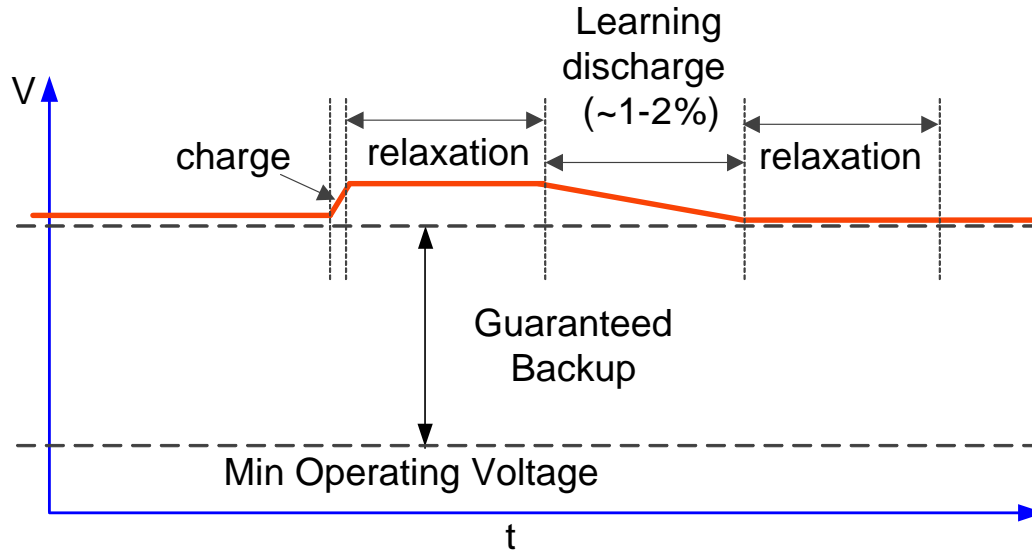 Learning
discharge
(~1-2%)
V
charge
relaxation
relaxation
Guaranteed
Backup
Min Operating Voltage
t